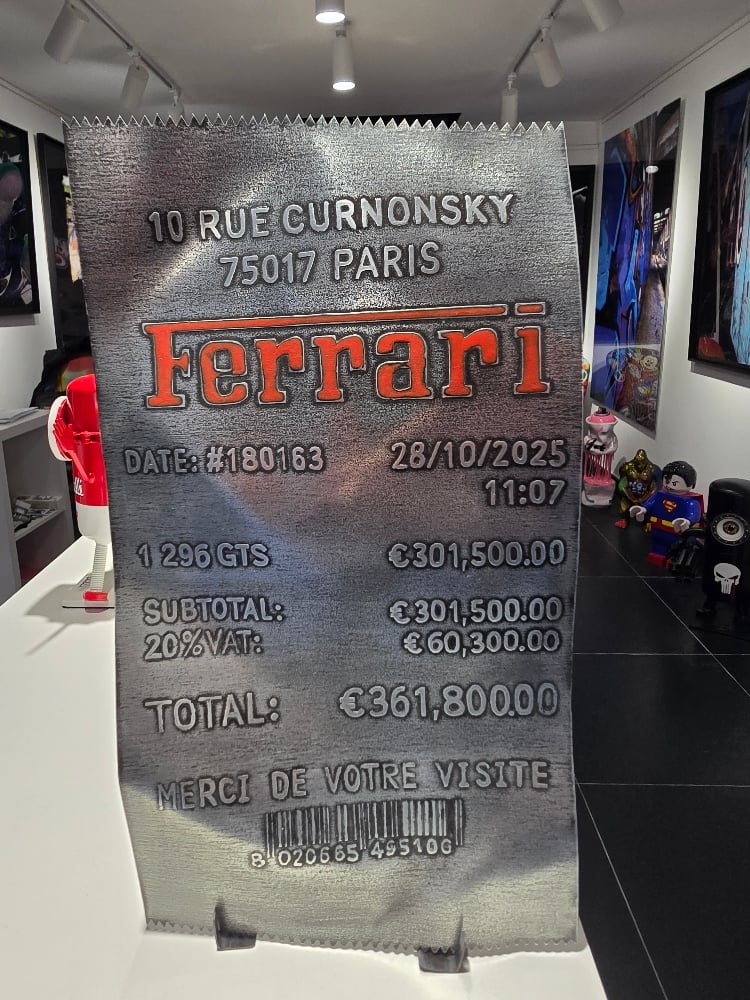 10 RUE CURNONSKY
75017 PARIS
Ferrari
DATE: #180163 28/10/2025
11:07
1 296 GTS €301,500.00
SUBTOTAL: €301,500.00
20% VAT: €60,300.00
TOTAL: €361,800.00
MERCI DE VOTRE VISITE
8 020665 495106